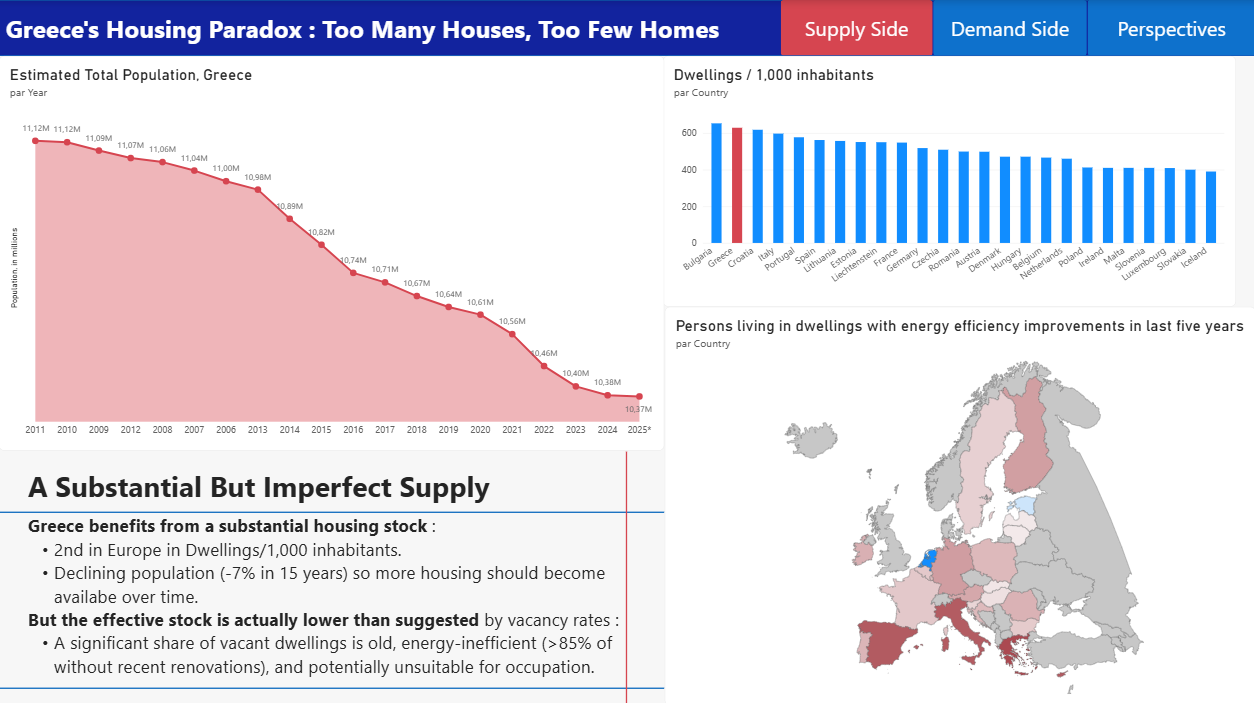 Greece's Housing Paradox : Too Many Houses, Too Few Homes
Supply Side
Demand Side
Perspectives
Estimated Total Population, Greece
par Year
Population, in millions
11,12M
11,12M
11,09M
11,07M
11,06M
11,04M
11,00M
10,98M
10,89M
10,82M
10,74M
10,71M
10,67M
10,64M
10,61M
10,56M
10,46M
10,40M
10,38M
10,37M
2011 2010 2009 2012 2008 2007 2006 2013 2014 2015 2016 2017 2018 2019 2020 2021 2022 2023 2024 2025*
Dwellings / 1,000 inhabitants
par Country
600
400
200
0
Bulgaria
Greece
Croatia
Italy
Portugal
Spain
Lithuania
Estonia
Liechtenstein
France
Germany
Czechia
Romania
Austria
Denmark
Hungary
Belgium
Netherlands
Poland
Ireland
Malta
Slovenia
Luxembourg
Slovakia
Iceland
Persons living in dwellings with energy efficiency improvements in last five years
par Country
A Substantial But Imperfect Supply
Greece benefits from a substantial housing stock :
• 2nd in Europe in Dwellings/1,000 inhabitants.
• Declining population (-7% in 15 years) so more housing should become
availabe over time.
But the effective stock is actually lower than suggested by vacancy rates :
• A significant share of vacant dwellings is old, energy-inefficient (>85% of
without recent renovations), and potentially unsuitable for occupation.